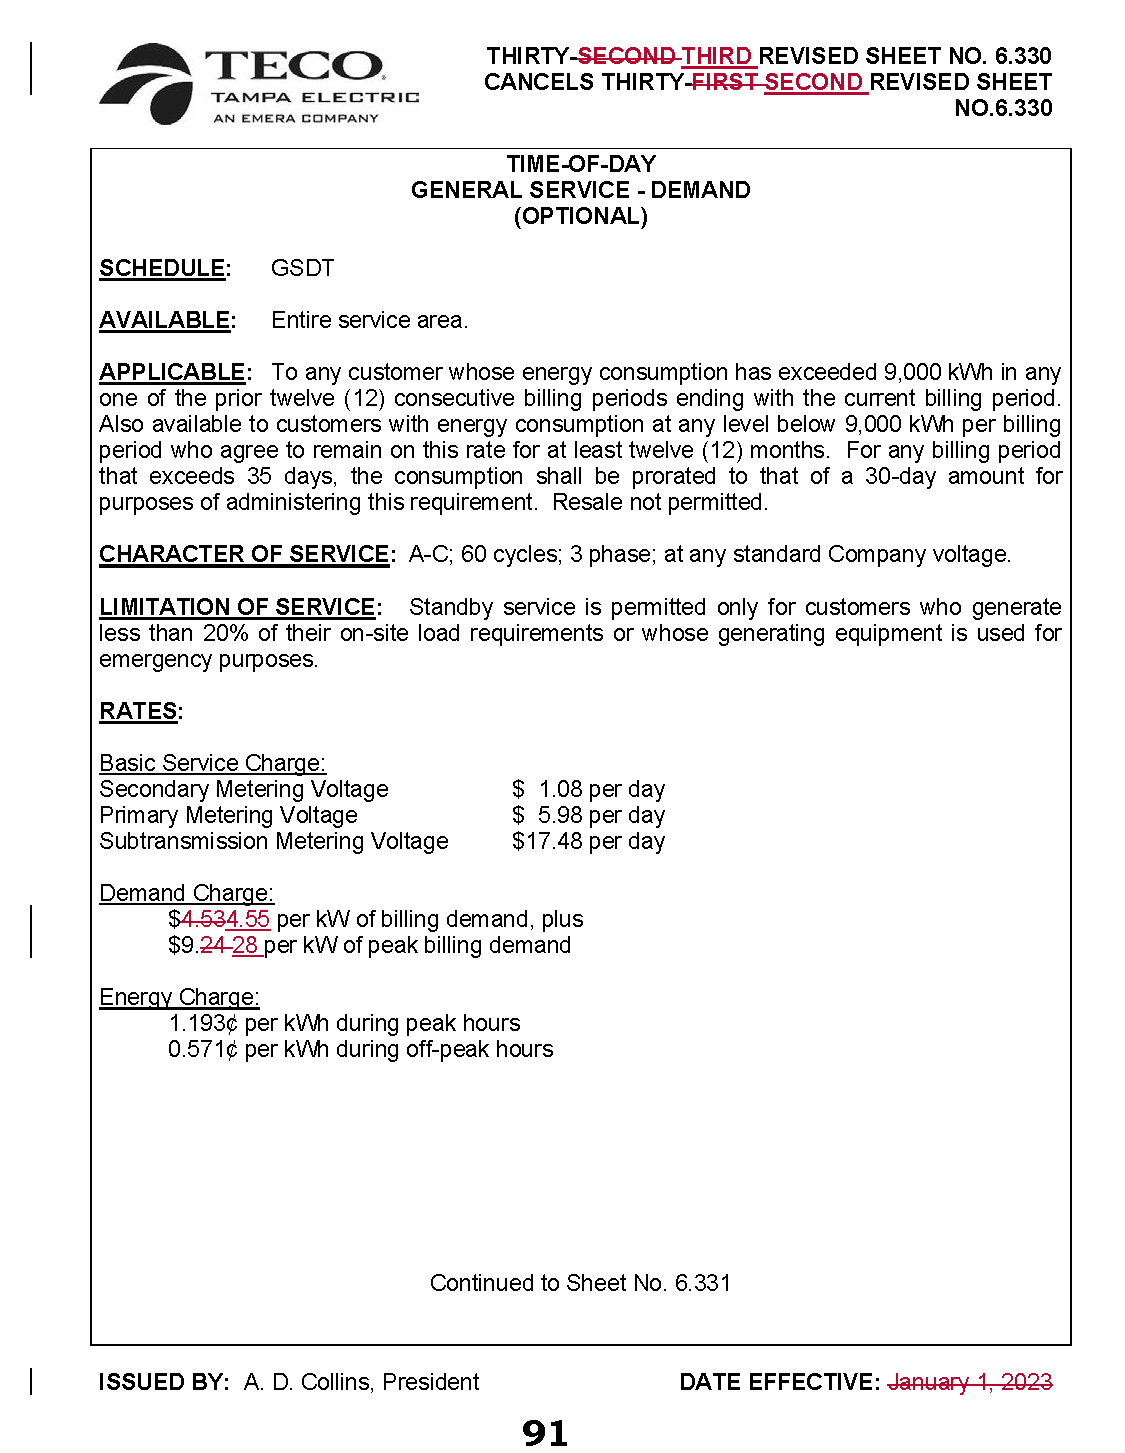 TECO.
TAMPA ELECTRIC
AN EMERA COMPANY
THIRTY-SECOND THIRD REVISED SHEET NO. 6.330
CANCELS THIRTY-FIRST SECOND REVISED SHEET
NO.6.330
TIME-OF-DAY
GENERAL SERVICE - DEMAND
(OPTIONAL)
SCHEDULE: GSDT
AVAILABLE: Entire service area.
APPLICABLE: To any customer whose energy consumption has exceeded 9,000 kWh in any
one of the prior twelve (12) consecutive billing periods ending with the current billing period.
Also available to customers with energy consumption at any level below 9,000 kWh per billing
period who agree to remain on this rate for at least twelve (12) months. For any billing period
that exceeds 35 days, the consumption shall be prorated to that of a 30-day amount for
purposes of administering this requirement. Resale not permitted.
CHARACTER OF SERVICE: A-C; 60 cycles; 3 phase; at any standard Company voltage.
LIMITATION OF SERVICE: Standby service is permitted only for customers who generate
less than 20% of their on-site load requirements or whose generating equipment is used for
emergency purposes.
RATES:
Basic Service Charge:
Secondary Metering Voltage $ 1.08 per day
Primary Metering Voltage $ 5.98 per day
Subtransmission Metering Voltage $17.48 per day
Demand Charge:
$4.534.55 per kW of billing demand, plus
$9.24 28 per kW of peak billing demand
Energy Charge:
1.193¢ per kWh during peak hours
0.571¢ per kWh during off-peak hours
Continued to Sheet No. 6.331
ISSUED BY: A. D. Collins, President DATE EFFECTIVE: January 1, 2023
91